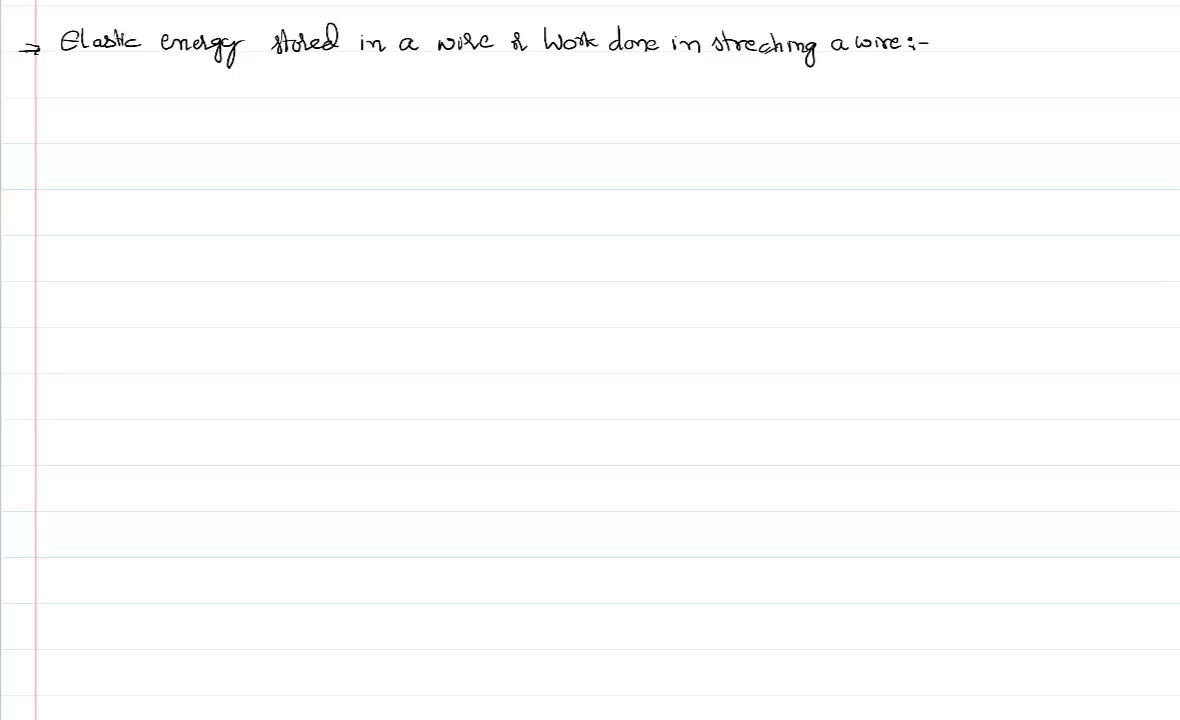 ⇒ Elastic energy stored in a wire & Work done in streching a wire:-